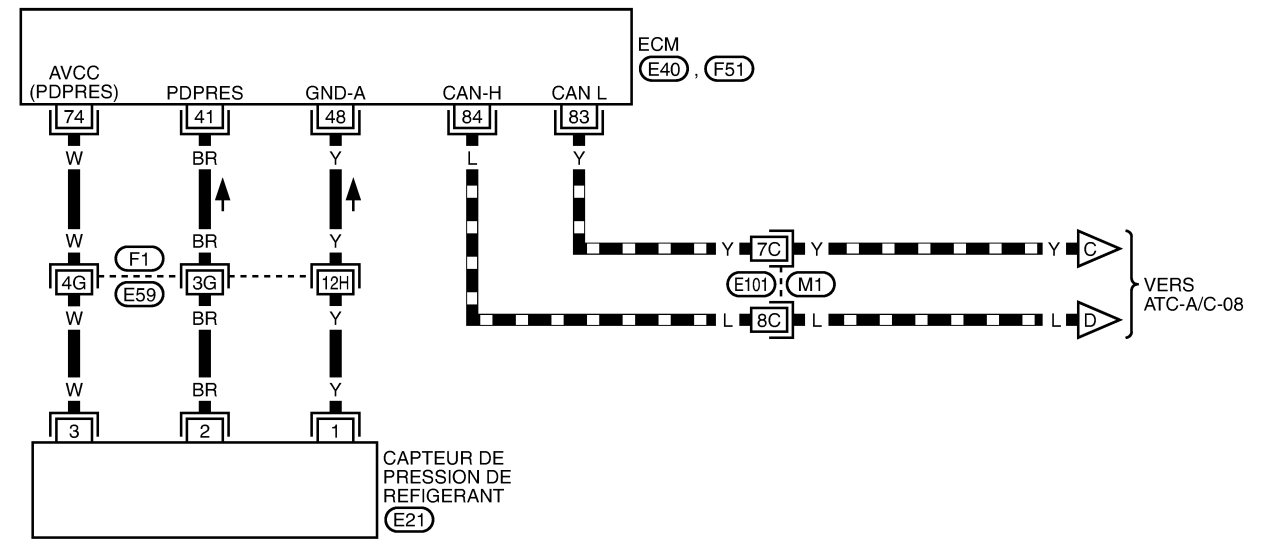 ECM
E40 , F51
AVCC
(PDPRES)
PDPRES
GND-A
CAN-H
CAN L
74
41
48
84
83
W
BR
Y
L
Y
W
BR
Y
F1
E59
4G
3G
12H
Y
7C
Y
Y
C
E101
M1
VERS
ATC-A/C-08
L
8C
L
L
D
W
BR
Y
W
BR
Y
3
2
1
CAPTEUR DE
PRESSION DE
REFIGERANT
E21